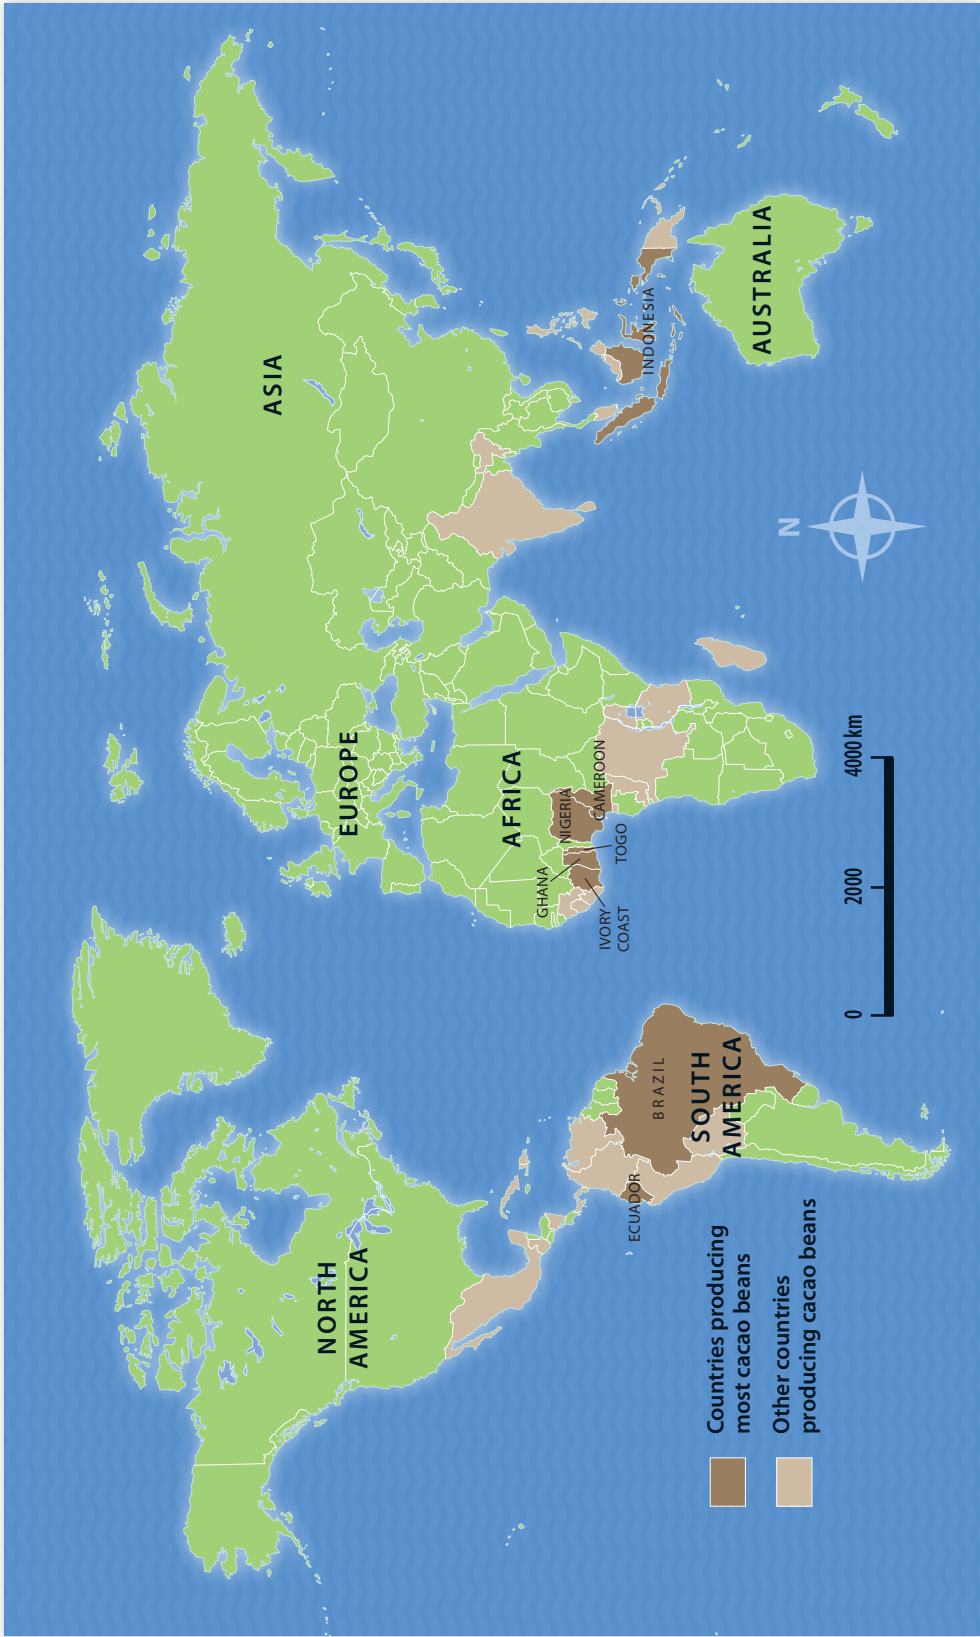 NORTH
AMERICA
EUROPE
ASIA
AFRICA
SOUTH
AMERICA
AUSTRALIA
ECUADOR
BRAZIL
GHANA
IVORY
COAST
TOGO
NIGERIA
CAMEROON
INDONESIA
N
Countries producing
most cacao beans
Other countries
producing cacao beans
0 2000 4000 km